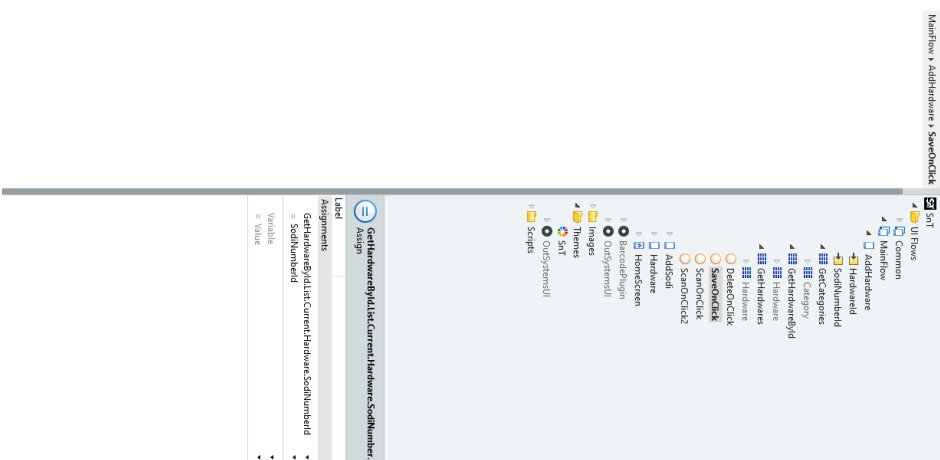 MainFlow ▸ AddHardware ▸ SaveOnClick
SnT
UI Flows
Common
MainFlow
AddHardware
HardwareId
SodiNumberId
GetCategories
Category
GetHardwareById
Hardware
GetHardwares
Hardware
DeleteOnClick
SaveOnClick
ScanOnClick
ScanOnClick2
AddSodi
Hardware
HomeScreen
BarcodePlugin
OutSystemsUI
Images
Themes
SnT
OutSystemsUI
Scripts
GetHardwareById.List.Current.Hardware.SodiNumber.
Assign
Label
Assignments
GetHardwareById.List.Current.Hardware.SodiNumberId
= SodiNumberId
Variable
= Value